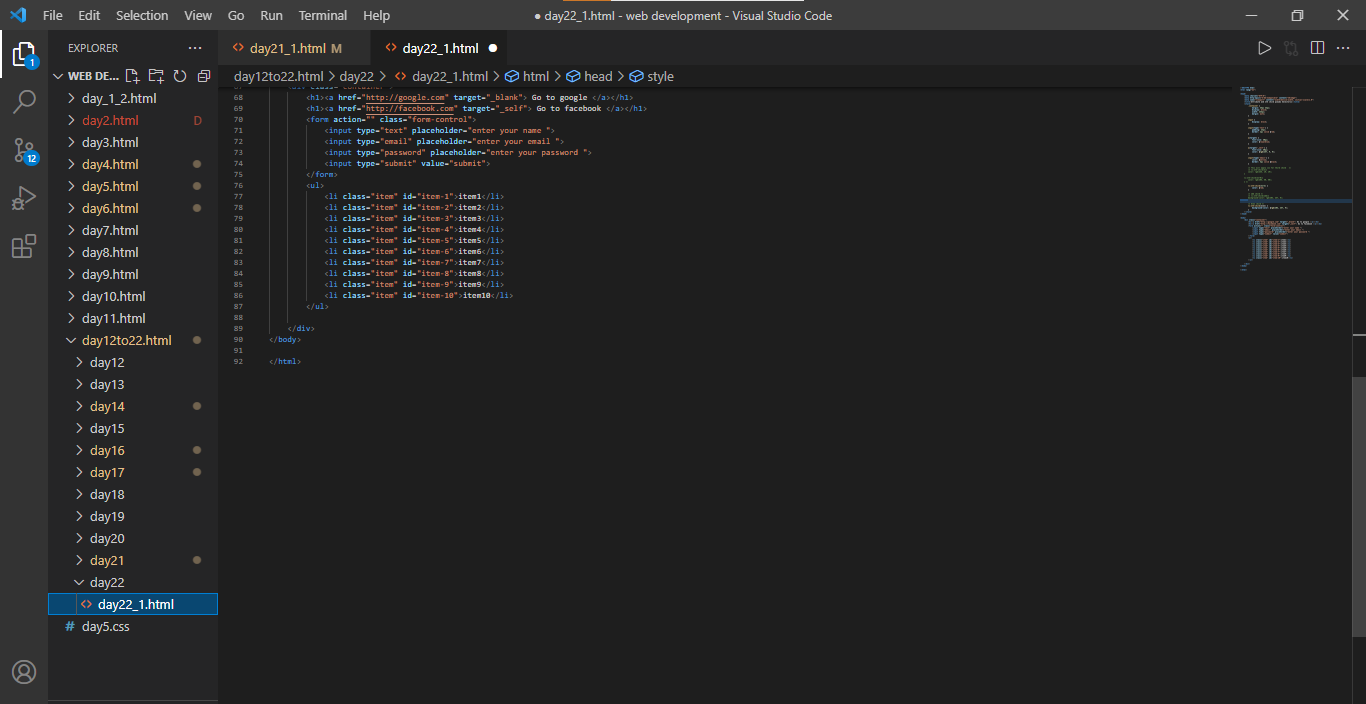 File Edit Selection View Go Run Terminal Help
● day22_1.html - web development - Visual Studio Code
EXPLORER
WEB DE...
day_1_2.html
day2.html D
day3.html
day4.html
day5.html
day6.html
day7.html
day8.html
day9.html
day10.html
day11.html
day12to22.html
day12
day13
day14
day15
day16
day17
day18
day19
day20
day21
day22
day22_1.html
day5.css
1
12
day21_1.html M
day22_1.html
day12to22.html > day22 > day22_1.html > html > head > style
68 <h1><a href="http://google.com" target="_blank"> Go to google </a></h1>
69 <h1><a href="http://facebook.com" target="_self"> Go to facebook </a></h1>
70 <form action="" class="form-control">
71 <input type="text" placeholder="enter your name ">
72 <input type="email" placeholder="enter your email ">
73 <input type="password" placeholder="enter your password ">
74 <input type="submit" value="submit">
75 </form>
76 <ul>
77 <li class="item" id="item-1">item1</li>
78 <li class="item" id="item-2">item2</li>
79 <li class="item" id="item-3">item3</li>
80 <li class="item" id="item-4">item4</li>
81 <li class="item" id="item-5">item5</li>
82 <li class="item" id="item-6">item6</li>
83 <li class="item" id="item-7">item7</li>
84 <li class="item" id="item-8">item8</li>
85 <li class="item" id="item-9">item9</li>
86 <li class="item" id="item-10">item10</li>
87 </ul>
88
89 </div>
90 </body>
91
92 </html>